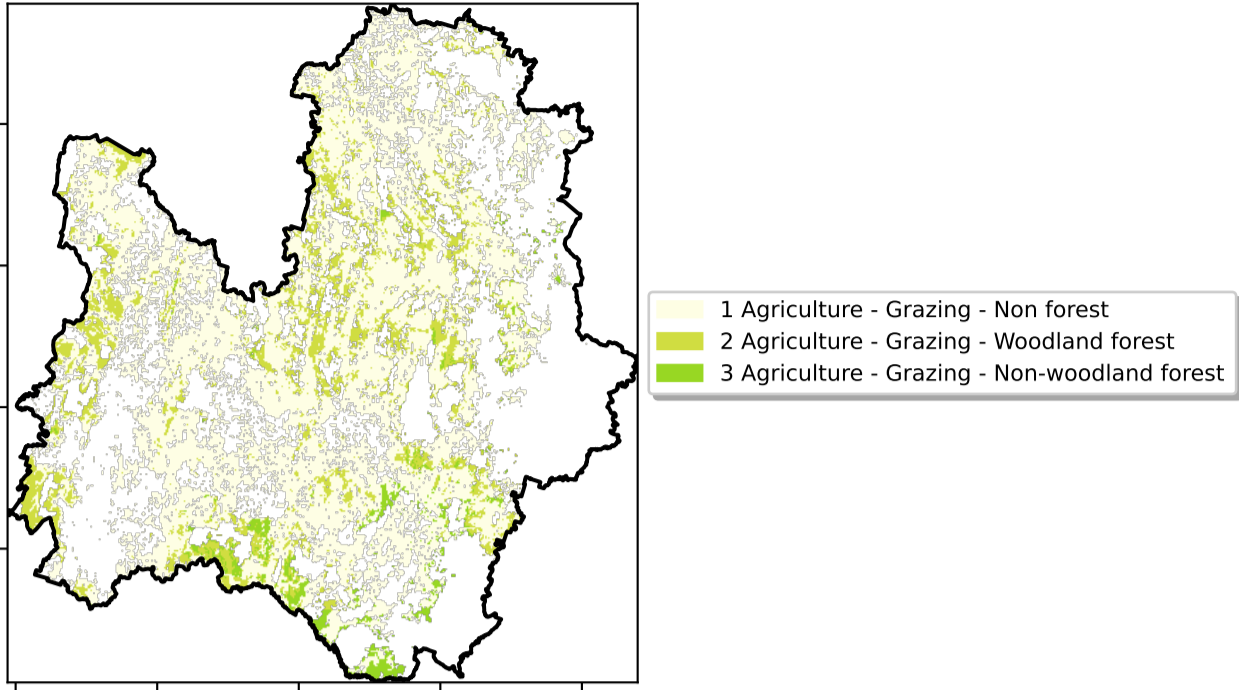 1 Agriculture - Grazing - Non forest
2 Agriculture - Grazing - Woodland forest
3 Agriculture - Grazing - Non-woodland forest